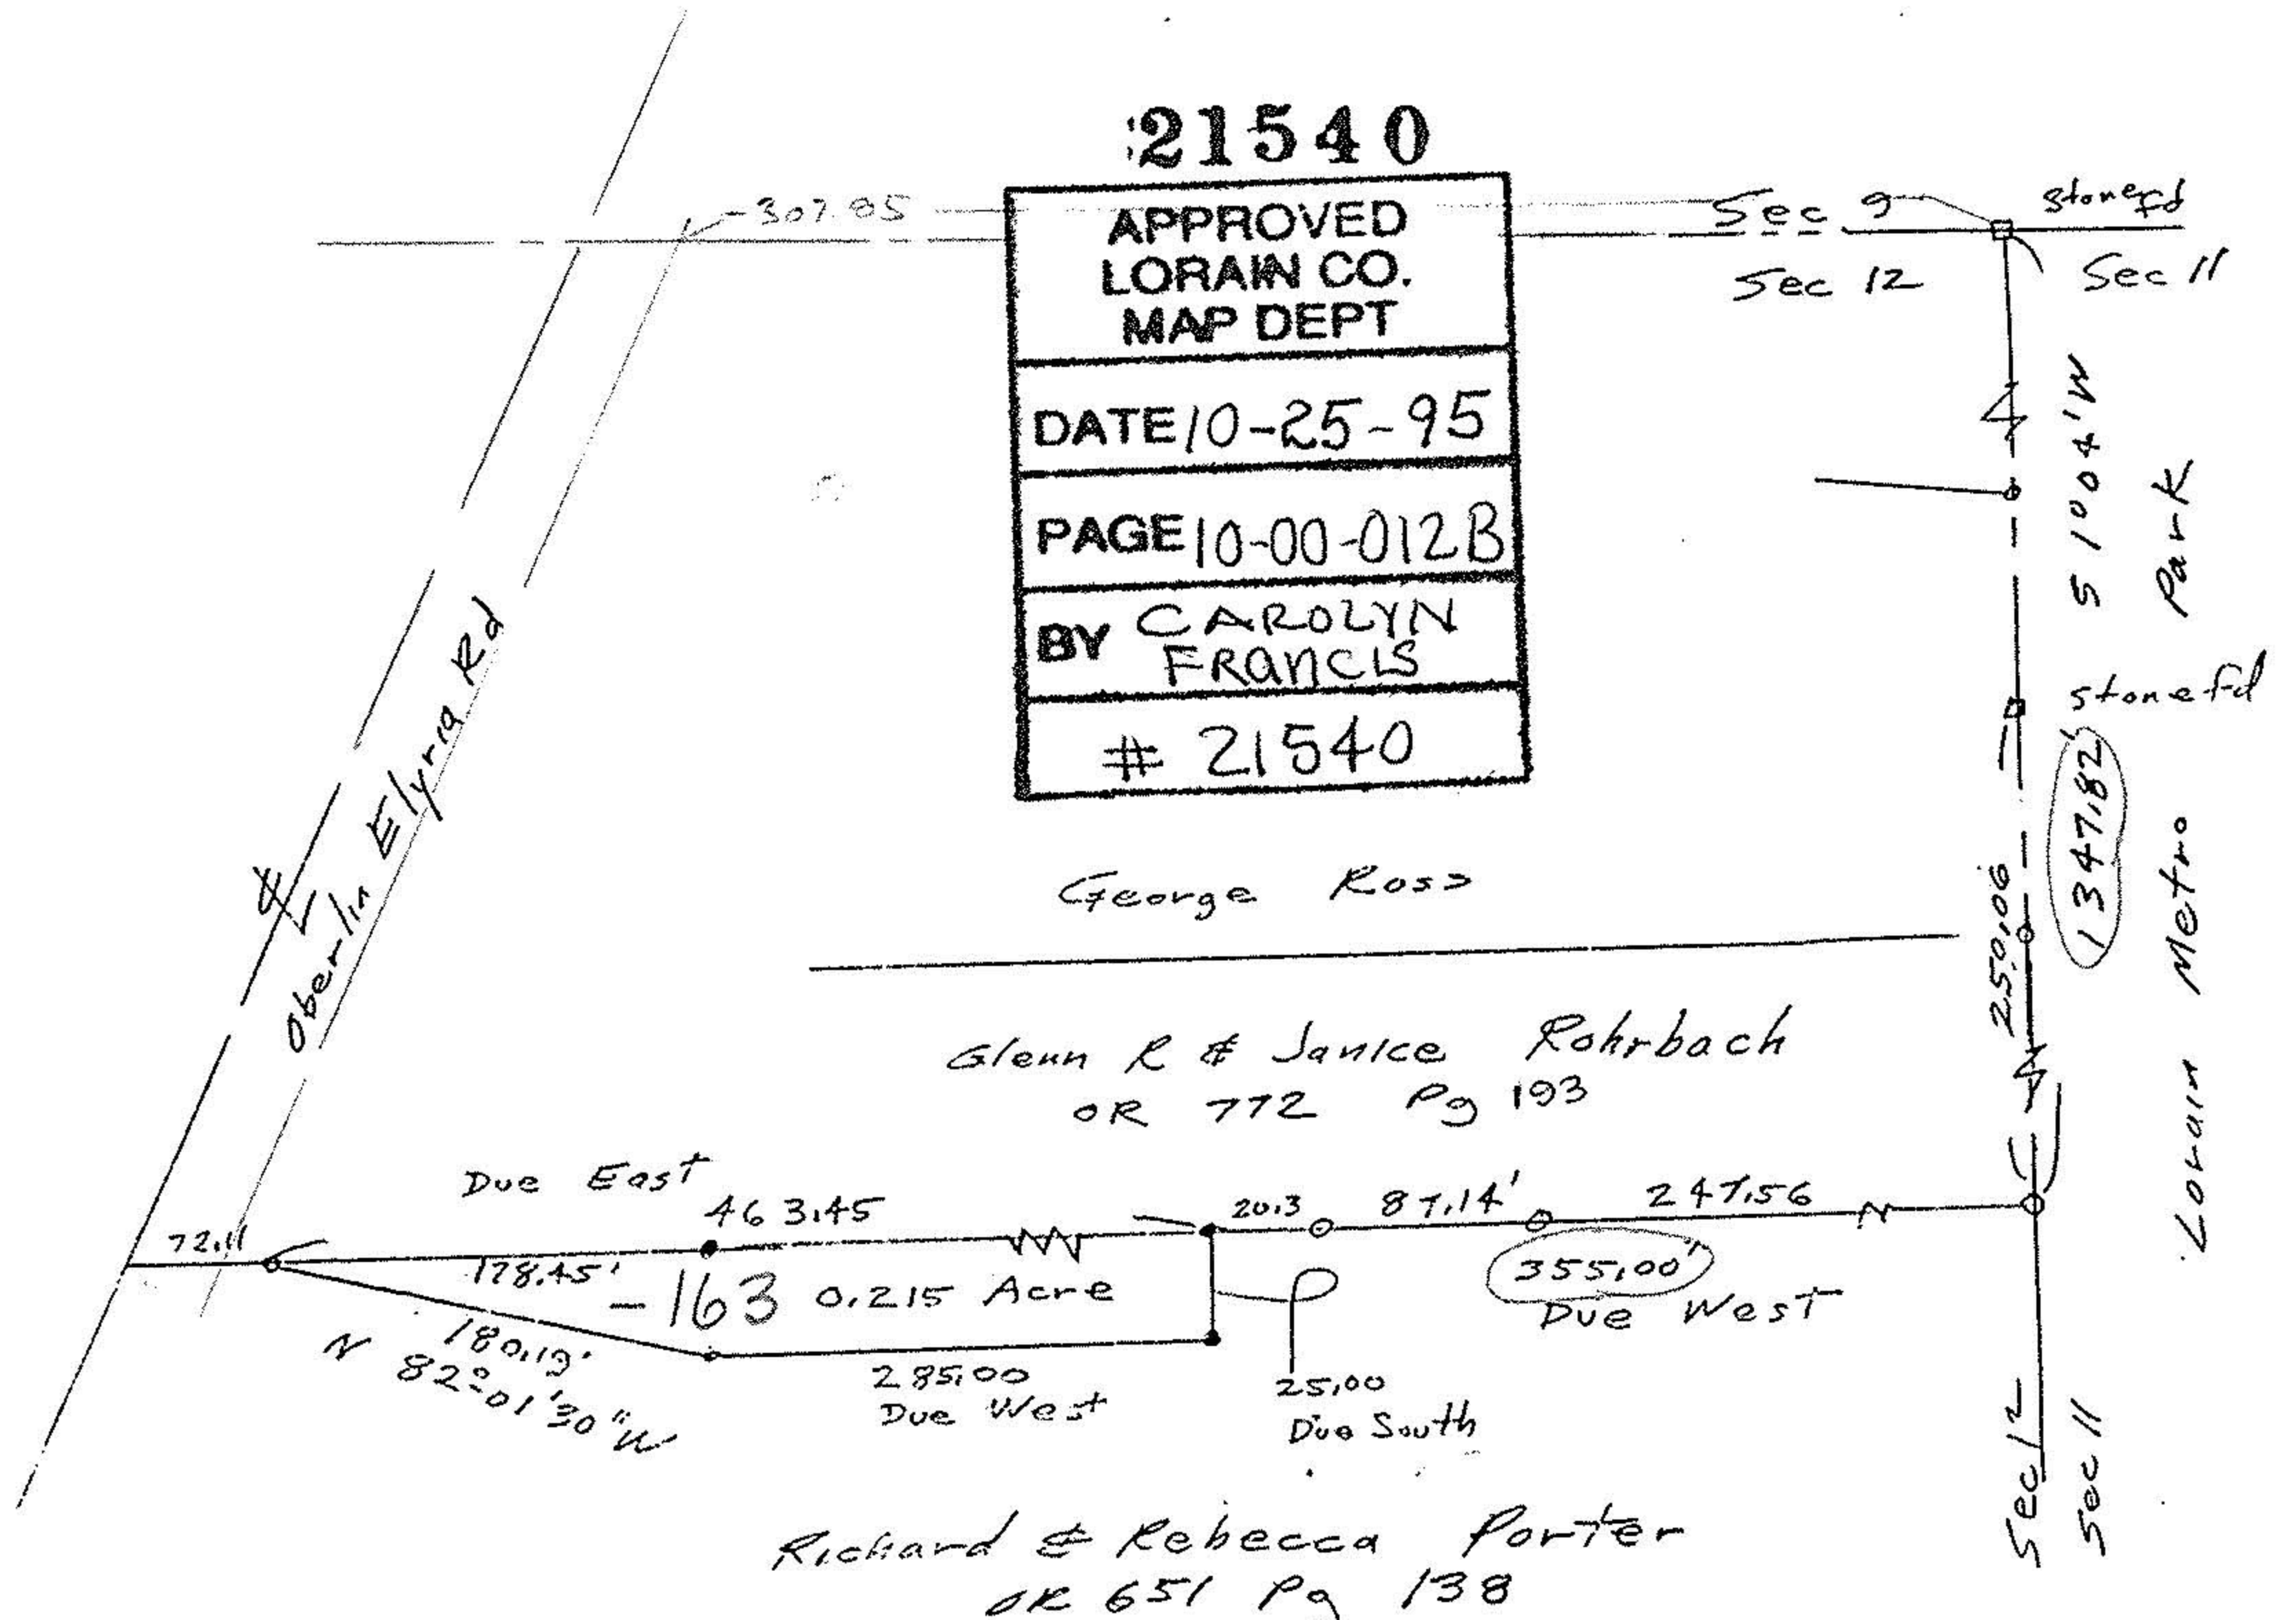 21540
307.85
APPROVED
LORAIN CO.
MAP DEPT
DATE 10-25-95
PAGE 10-00-012B
BY CAROLYN
FRANCIS
# 21540
Sec 9
stone fd
Sec 12
Sec 11
S 1°04'W
1347.82'
stone fd
250.06
Lorain Metro Park
℄
Oberlin Elyria Rd
George Ross
Glenn R & Janice Rohrbach
OR 772 Pg 193
Due East
463.45
72.11
178.45'
20.3
87.14'
247.56
355.00'
Due West
-163
0.215 Acre
180.19'
N 82°01'30"W
285.00
Due West
25.00
Due South
Sec 12
Sec 11
Richard & Rebecca Porter
OR 651 Pg 138